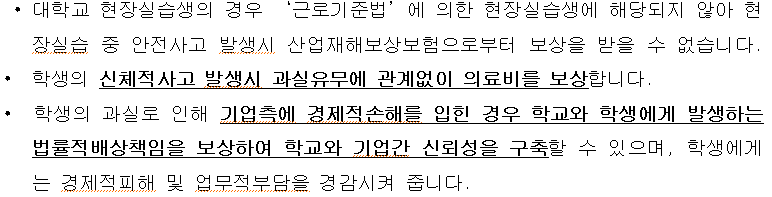 • 대학교 현장실습생의 경우 ‘근로기준법’에 의한 현장실습생에 해당되지 않아 현
장실습 중 안전사고 발생시 산업재해보상보험으로부터 보상을 받을 수 없습니다.
• 학생의 신체적사고 발생시 과실유무에 관계없이 의료비를 보상합니다.
• 학생의 과실로 인해 기업측에 경제적손해를 입힌 경우 학교와 학생에게 발생하는
법률적배상책임을 보상하여 학교와 기업간 신뢰성을 구축할 수 있으며, 학생에게
는 경제적피해 및 업무적부담을 경감시켜 줍니다.